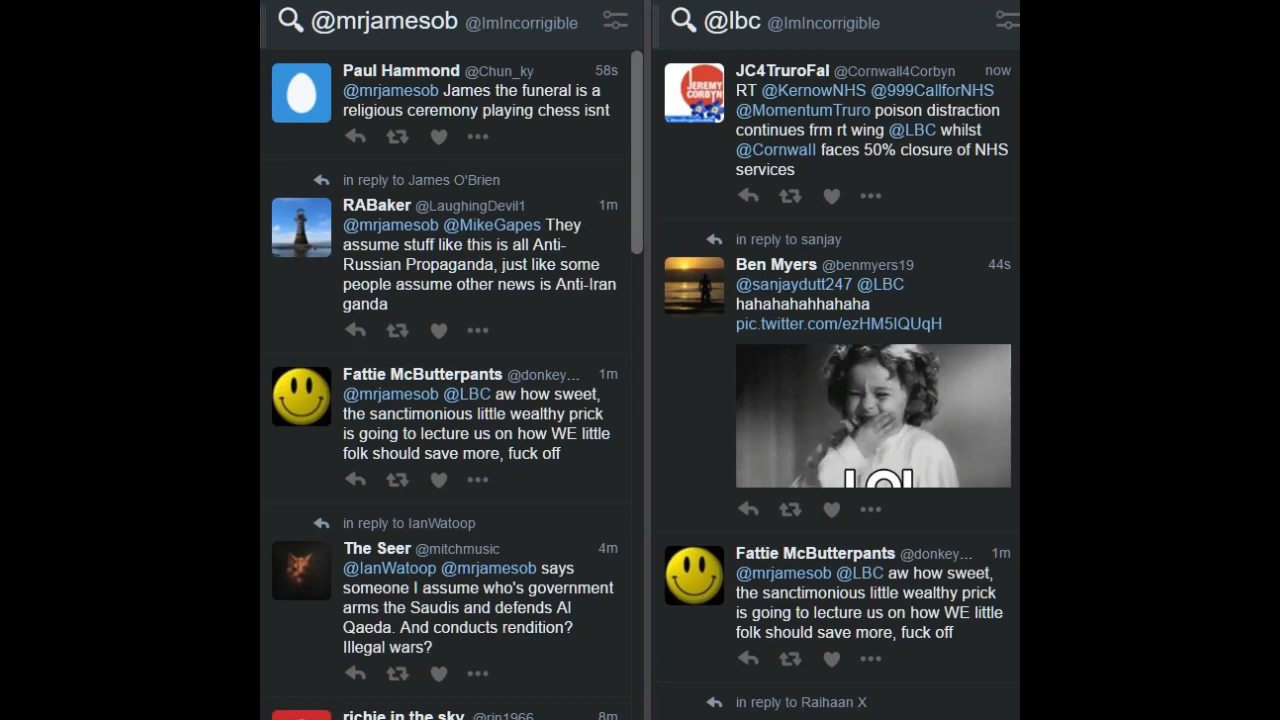 @mrjamesob @ImIncorrigible
Paul Hammond @Chun_ky 58s
@mrjamesob James the funeral is a
religious ceremony playing chess isnt
in reply to James O'Brien
RABaker @LaughingDevil1 1m
@mrjamesob @MikeGapes They
assume stuff like this is all Anti-
Russian Propaganda, just like some
people assume other news is Anti-Iran
ganda
Fattie McButterpants @donkey... 1m
@mrjamesob @LBC aw how sweet,
the sanctimonious little wealthy prick
is going to lecture us on how WE little
folk should save more, fuck off
in reply to IanWatoop
The Seer @mitchmusic 4m
@IanWatoop @mrjamesob says
someone I assume who's government
arms the Saudis and defends Al
Qaeda. And conducts rendition?
Illegal wars?
richie in the sky @rin1966 8m
@lbc @ImIncorrigible
JC4TruroFal @Cornwall4Corbyn now
JEREMY
CORBYN
RT @KernowNHS @999CallforNHS
@MomentumTruro poison distraction
continues frm rt wing @LBC whilst
@Cornwall faces 50% closure of NHS
services
in reply to sanjay
Ben Myers @benmyers19 44s
@sanjaydutt247 @LBC
hahahahahhahaha
pic.twitter.com/ezHM5IQUqH
LOL
Fattie McButterpants @donkey... 1m
@mrjamesob @LBC aw how sweet,
the sanctimonious little wealthy prick
is going to lecture us on how WE little
folk should save more, fuck off
in reply to Raihaan X